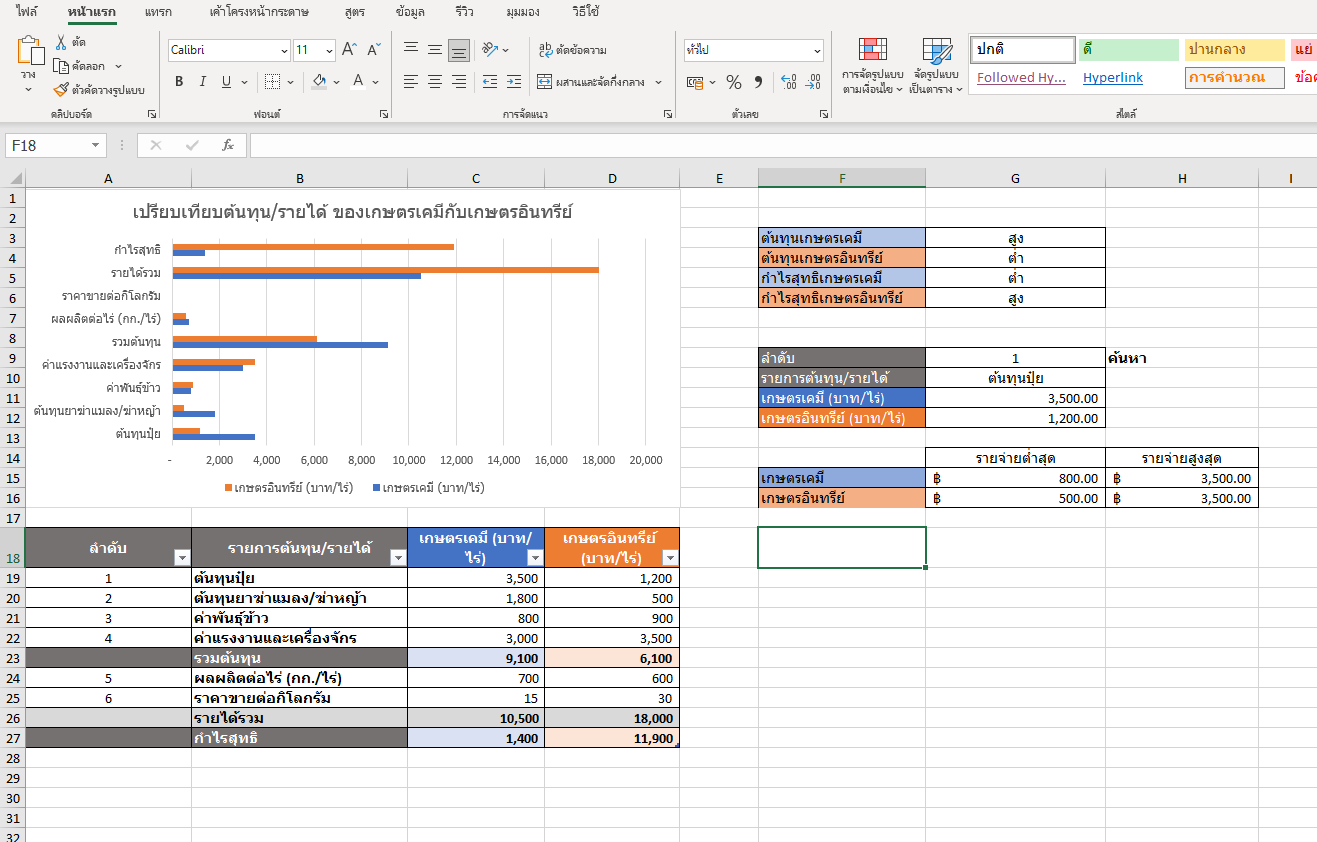 ไฟล์ หน้าแรก แทรก เค้าโครงหน้ากระดาษ สูตร ข้อมูล รีวิว มุมมอง วิธีใช้
วาง
ตัด
คัดลอก
ตัวคัดวางรูปแบบ
คลิปบอร์ด
Calibri 11
B I U
ฟอนต์
ab ตัดข้อความ
ผสานและจัดกึ่งกลาง
การจัดแนว
ทั่วไป
ตัวเลข
การจัดรูปแบบ
ตามเงื่อนไข
จัดรูปแบบ
เป็นตาราง
ปกติ ดี ปานกลาง แย่
Followed Hy... Hyperlink การคำนวณ
สไตล์
F18 fx
A B C D E F G H I
เปรียบเทียบต้นทุน/รายได้ ของเกษตรเคมีกับเกษตรอินทรีย์
กำไรสุทธิ
รายได้รวม
ราคาขายต่อกิโลกรัม
ผลผลิตต่อไร่ (กก./ไร่)
รวมต้นทุน
ค่าแรงงานและเครื่องจักร
ค่าพันธุ์ข้าว
ต้นทุนยาฆ่าแมลง/ฆ่าหญ้า
ต้นทุนปุ๋ย
- 2,000 4,000 6,000 8,000 10,000 12,000 14,000 16,000 18,000 20,000
เกษตรอินทรีย์ (บาท/ไร่) เกษตรเคมี (บาท/ไร่)
1
2
3 ต้นทุนเกษตรเคมี สูง
4 ต้นทุนเกษตรอินทรีย์ ต่ำ
5 กำไรสุทธิเกษตรเคมี ต่ำ
6 กำไรสุทธิเกษตรอินทรีย์ สูง
7
8
9 ลำดับ 1 ค้นหา
10 รายการต้นทุน/รายได้ ต้นทุนปุ๋ย
11 เกษตรเคมี (บาท/ไร่) 3,500.00
12 เกษตรอินทรีย์ (บาท/ไร่) 1,200.00
13
14 รายจ่ายต่ำสุด รายจ่ายสูงสุด
15 เกษตรเคมี ฿ 800.00 ฿ 3,500.00
16 เกษตรอินทรีย์ ฿ 500.00 ฿ 3,500.00
17
18 ลำดับ รายการต้นทุน/รายได้ เกษตรเคมี (บาท/ไร่) เกษตรอินทรีย์ (บาท/ไร่)
19 1 ต้นทุนปุ๋ย 3,500 1,200
20 2 ต้นทุนยาฆ่าแมลง/ฆ่าหญ้า 1,800 500
21 3 ค่าพันธุ์ข้าว 800 900
22 4 ค่าแรงงานและเครื่องจักร 3,000 3,500
23 รวมต้นทุน 9,100 6,100
24 5 ผลผลิตต่อไร่ (กก./ไร่) 700 600
25 6 ราคาขายต่อกิโลกรัม 15 30
26 รายได้รวม 10,500 18,000
27 กำไรสุทธิ 1,400 11,900
28
29
30
31
32